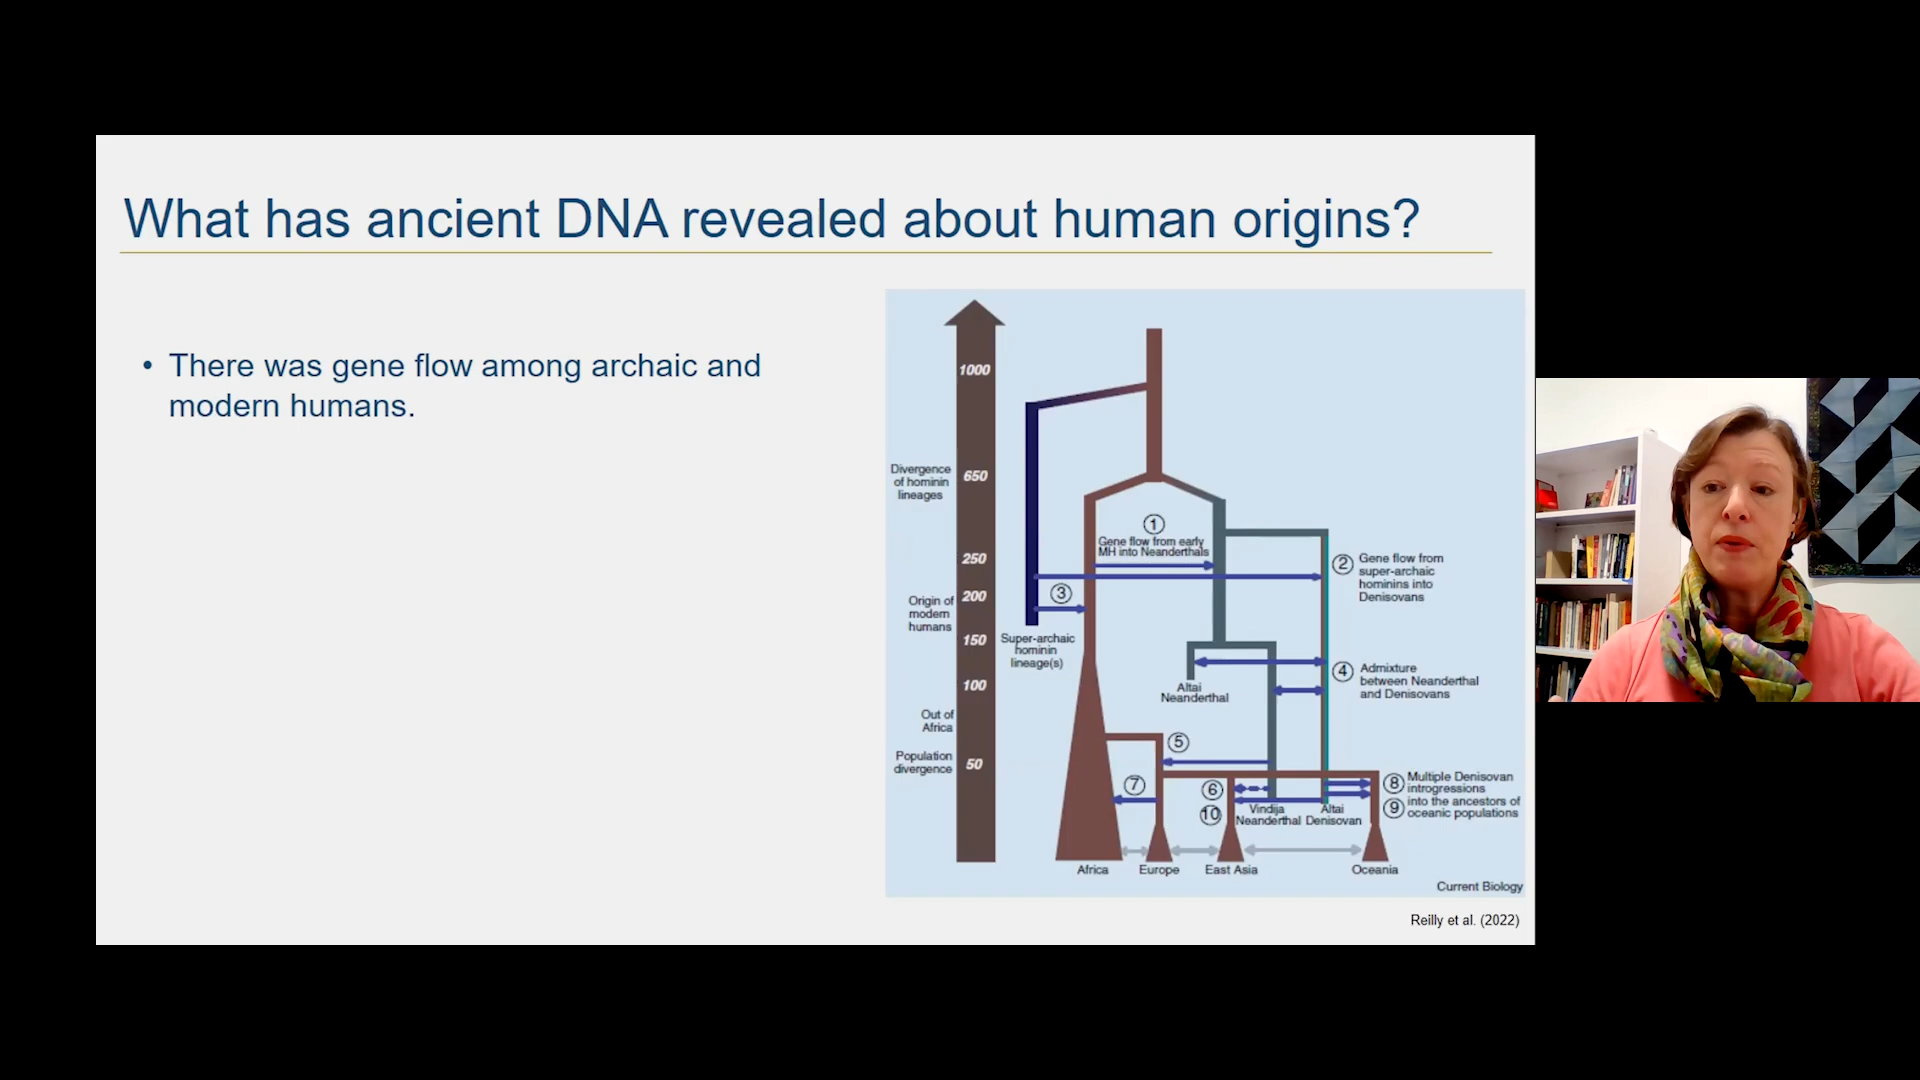 What has ancient DNA revealed about human origins?
• There was gene flow among archaic and
modern humans.
1000
Divergence
of hominin
lineages
650
250
Origin of
modern
humans
200
150
100
Out of
Africa
Population
divergence
50
1
Gene flow from early
MH into Neanderthals
2
Gene flow from
super-archaic
hominins into
Denisovans
3
Super-archaic
hominin
lineage(s)
4
Admixture
between Neanderthal
and Denisovans
Altai
Neanderthal
5
7
6
10
Vindija
Neanderthal
Altai
Denisovan
8
9
Multiple Denisovan
introgressions
into the ancestors of
oceanic populations
Africa
Europe
East Asia
Oceania
Current Biology
Reilly et al. (2022)